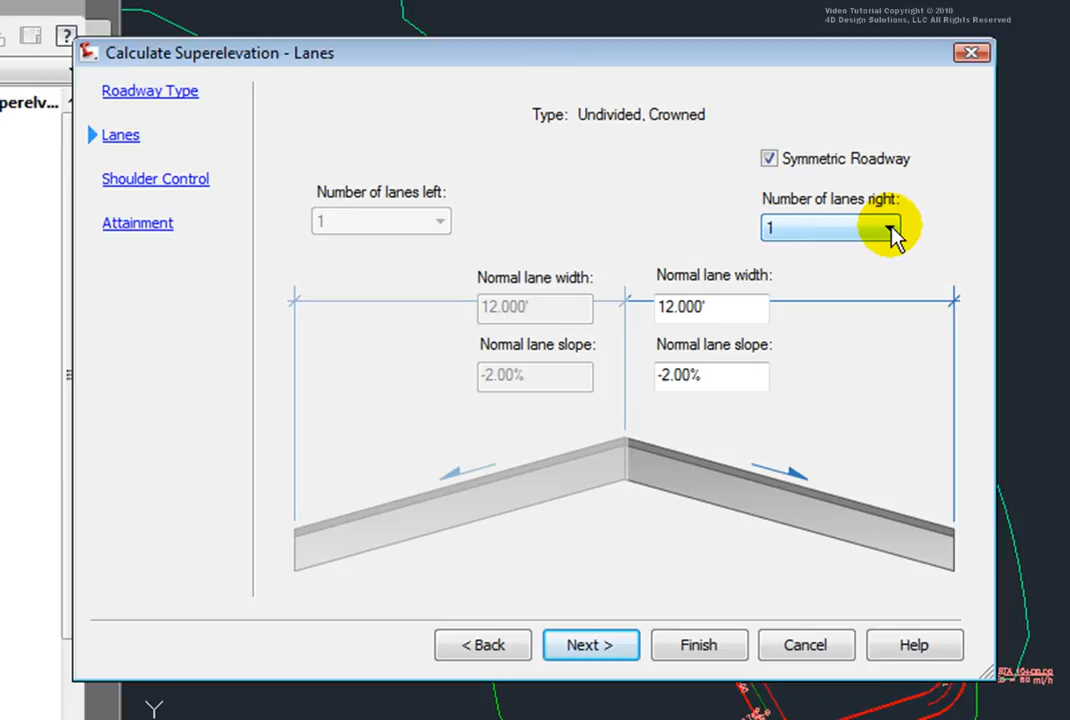 Video Tutorial Copyright © 2010
4D Design Solutions, LLC All Rights Reserved
?
Calculate Superelevation - Lanes
perelv...
Roadway Type
Lanes
Shoulder Control
Attainment
Type: Undivided, Crowned
Symmetric Roadway
Number of lanes left:
1
Number of lanes right:
1
Normal lane width:
12.000'
Normal lane slope:
-2.00%
Normal lane width:
12.000'
Normal lane slope:
-2.00%
< Back
Next >
Finish
Cancel
Help
Y